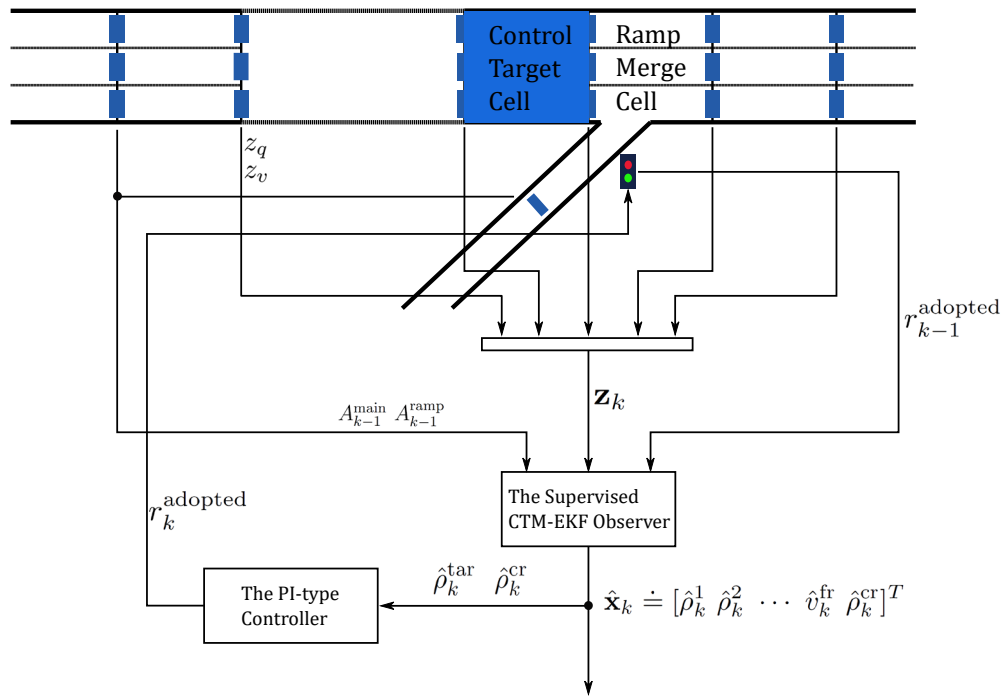 Control
Target
Cell
Ramp
Merge
Cell
z_q
z_v
r_{k-1}^{adopted}
𝐳_k
A_{k-1}^{main} A_{k-1}^{ramp}
r_k^{adopted}
The Supervised
CTM-EKF Observer
ρ̂_k^{tar} ρ̂_k^{cr}
The PI-type
Controller
𝐱̂_k ≐ [ρ̂_k^1 ρ̂_k^2 ⋯ v̂_k^{fr} ρ̂_k^{cr}]^T